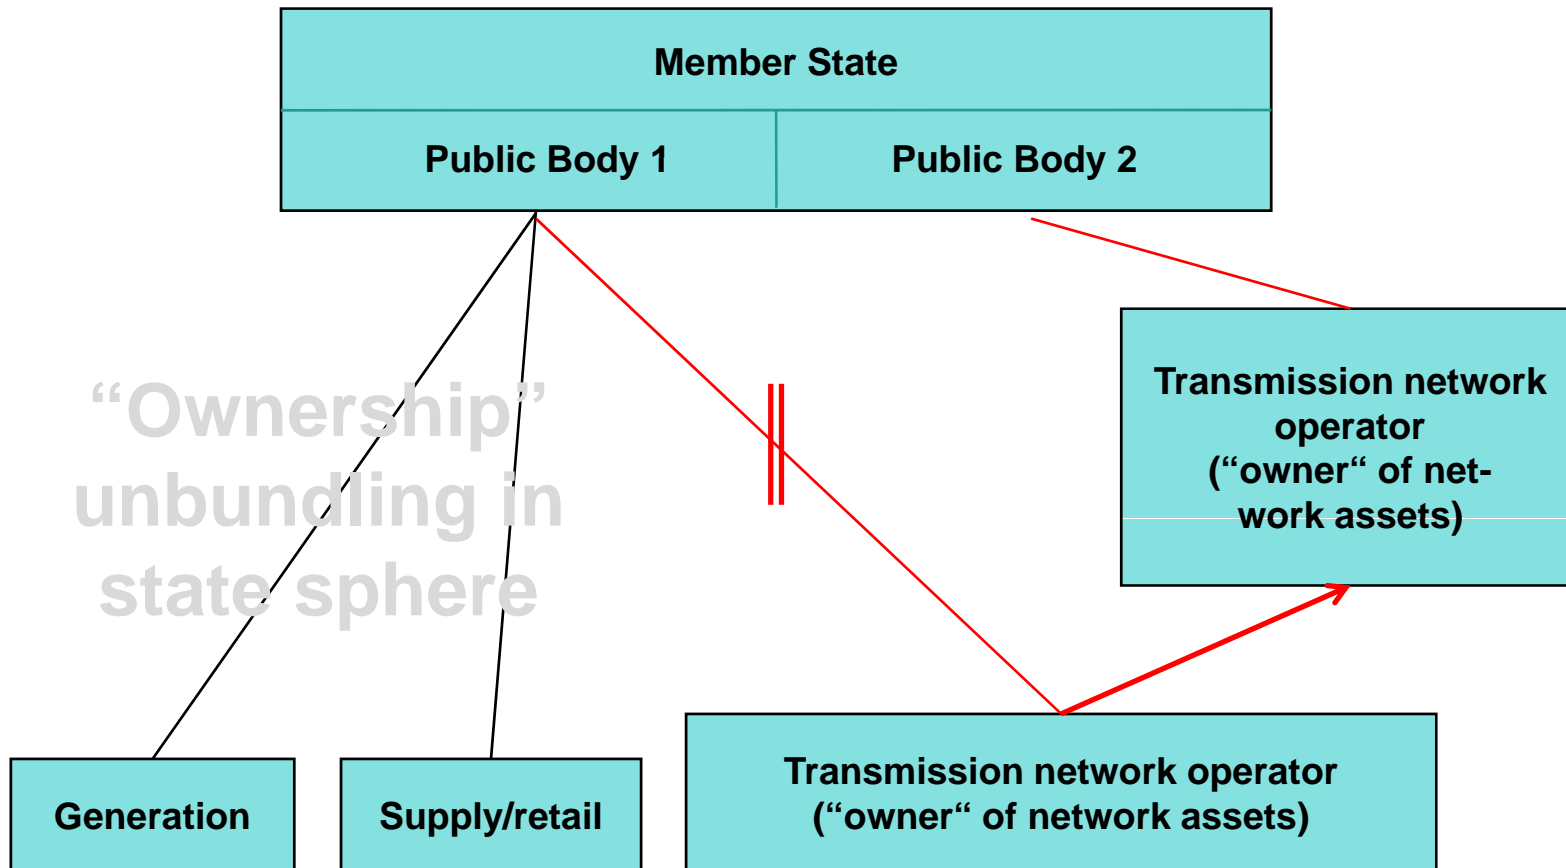 Member State
Public Body 1
Public Body 2
“Ownership”
unbundling in
state sphere
Transmission network
operator
(“owner“ of net-
work assets)
Generation
Supply/retail
Transmission network operator
(“owner“ of network assets)